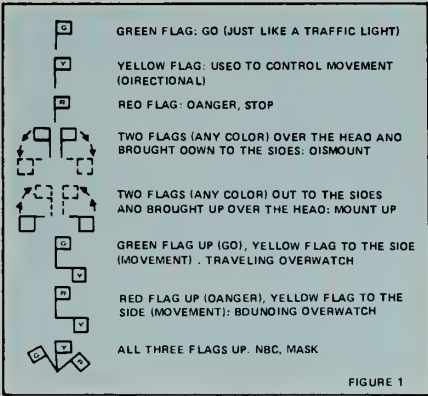 G GREEN FLAG: GO (JUST LIKE A TRAFFIC LIGHT)
Y YELLOW FLAG: USEO TO CONTROL MOVEMENT
(OIRECTIONAL)
R REO FLAG: OANGER, STOP
TWO FLAGS (ANY COLOR) OVER THE HEAO ANO
BROUGHT OOWN TO THE SIOES: OISMOUNT
TWO FLAGS (ANY COLOR) OUT TO THE SIOES
ANO BROUGHT UP OVER THE HEAO: MOUNT UP
G GREEN FLAG UP (GO), YELLOW FLAG TO THE SIDE
Y (MOVEMENT) . TRAVELING OVERWATCH
R RED FLAG UP (OANGER), YELLDW FLAG TO THE
Y SIDE (MOVEMENT): BDUNOING OVERWATCH
G Y R ALL THREE FLAGS UP. NBC, MASK
FIGURE 1